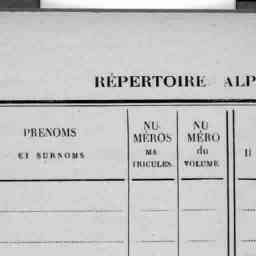 RÉPERTOIRE ALP
PRENOMS
ET SURNOMS
NU-
MÉROS
MA
TRICULES.
NU
MÉRO
du
VOLUME